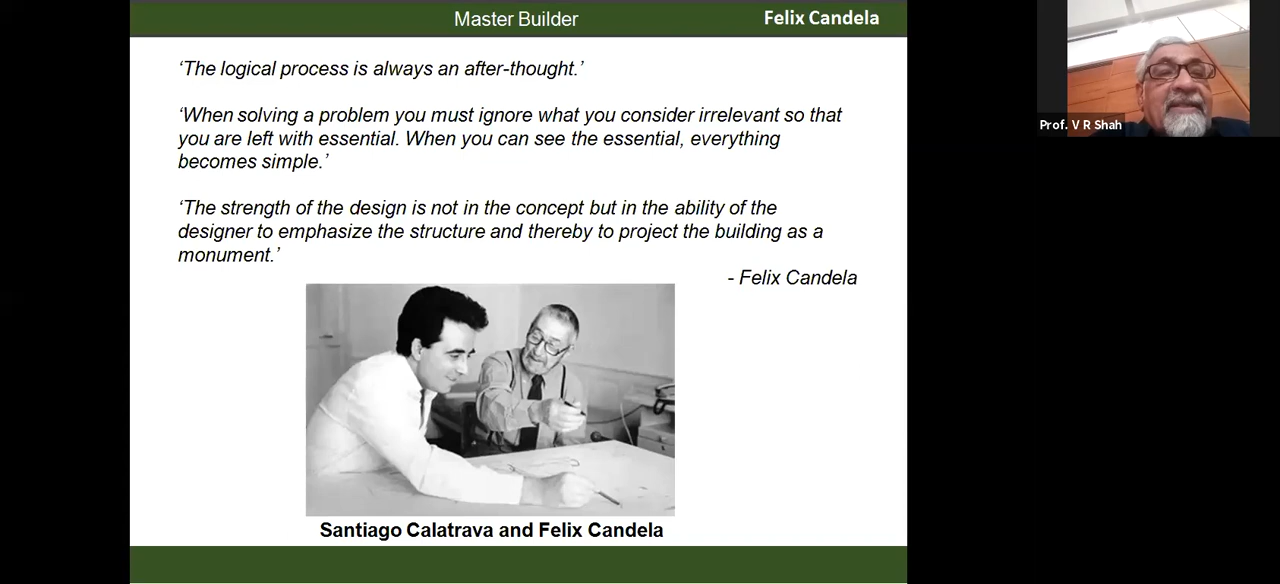 Master Builder
Felix Candela
‘The logical process is always an after-thought.’
‘When solving a problem you must ignore what you consider irrelevant so that
you are left with essential. When you can see the essential, everything
becomes simple.’
‘The strength of the design is not in the concept but in the ability of the
designer to emphasize the structure and thereby to project the building as a
monument.’
- Felix Candela
Santiago Calatrava and Felix Candela
Prof. V R Shah